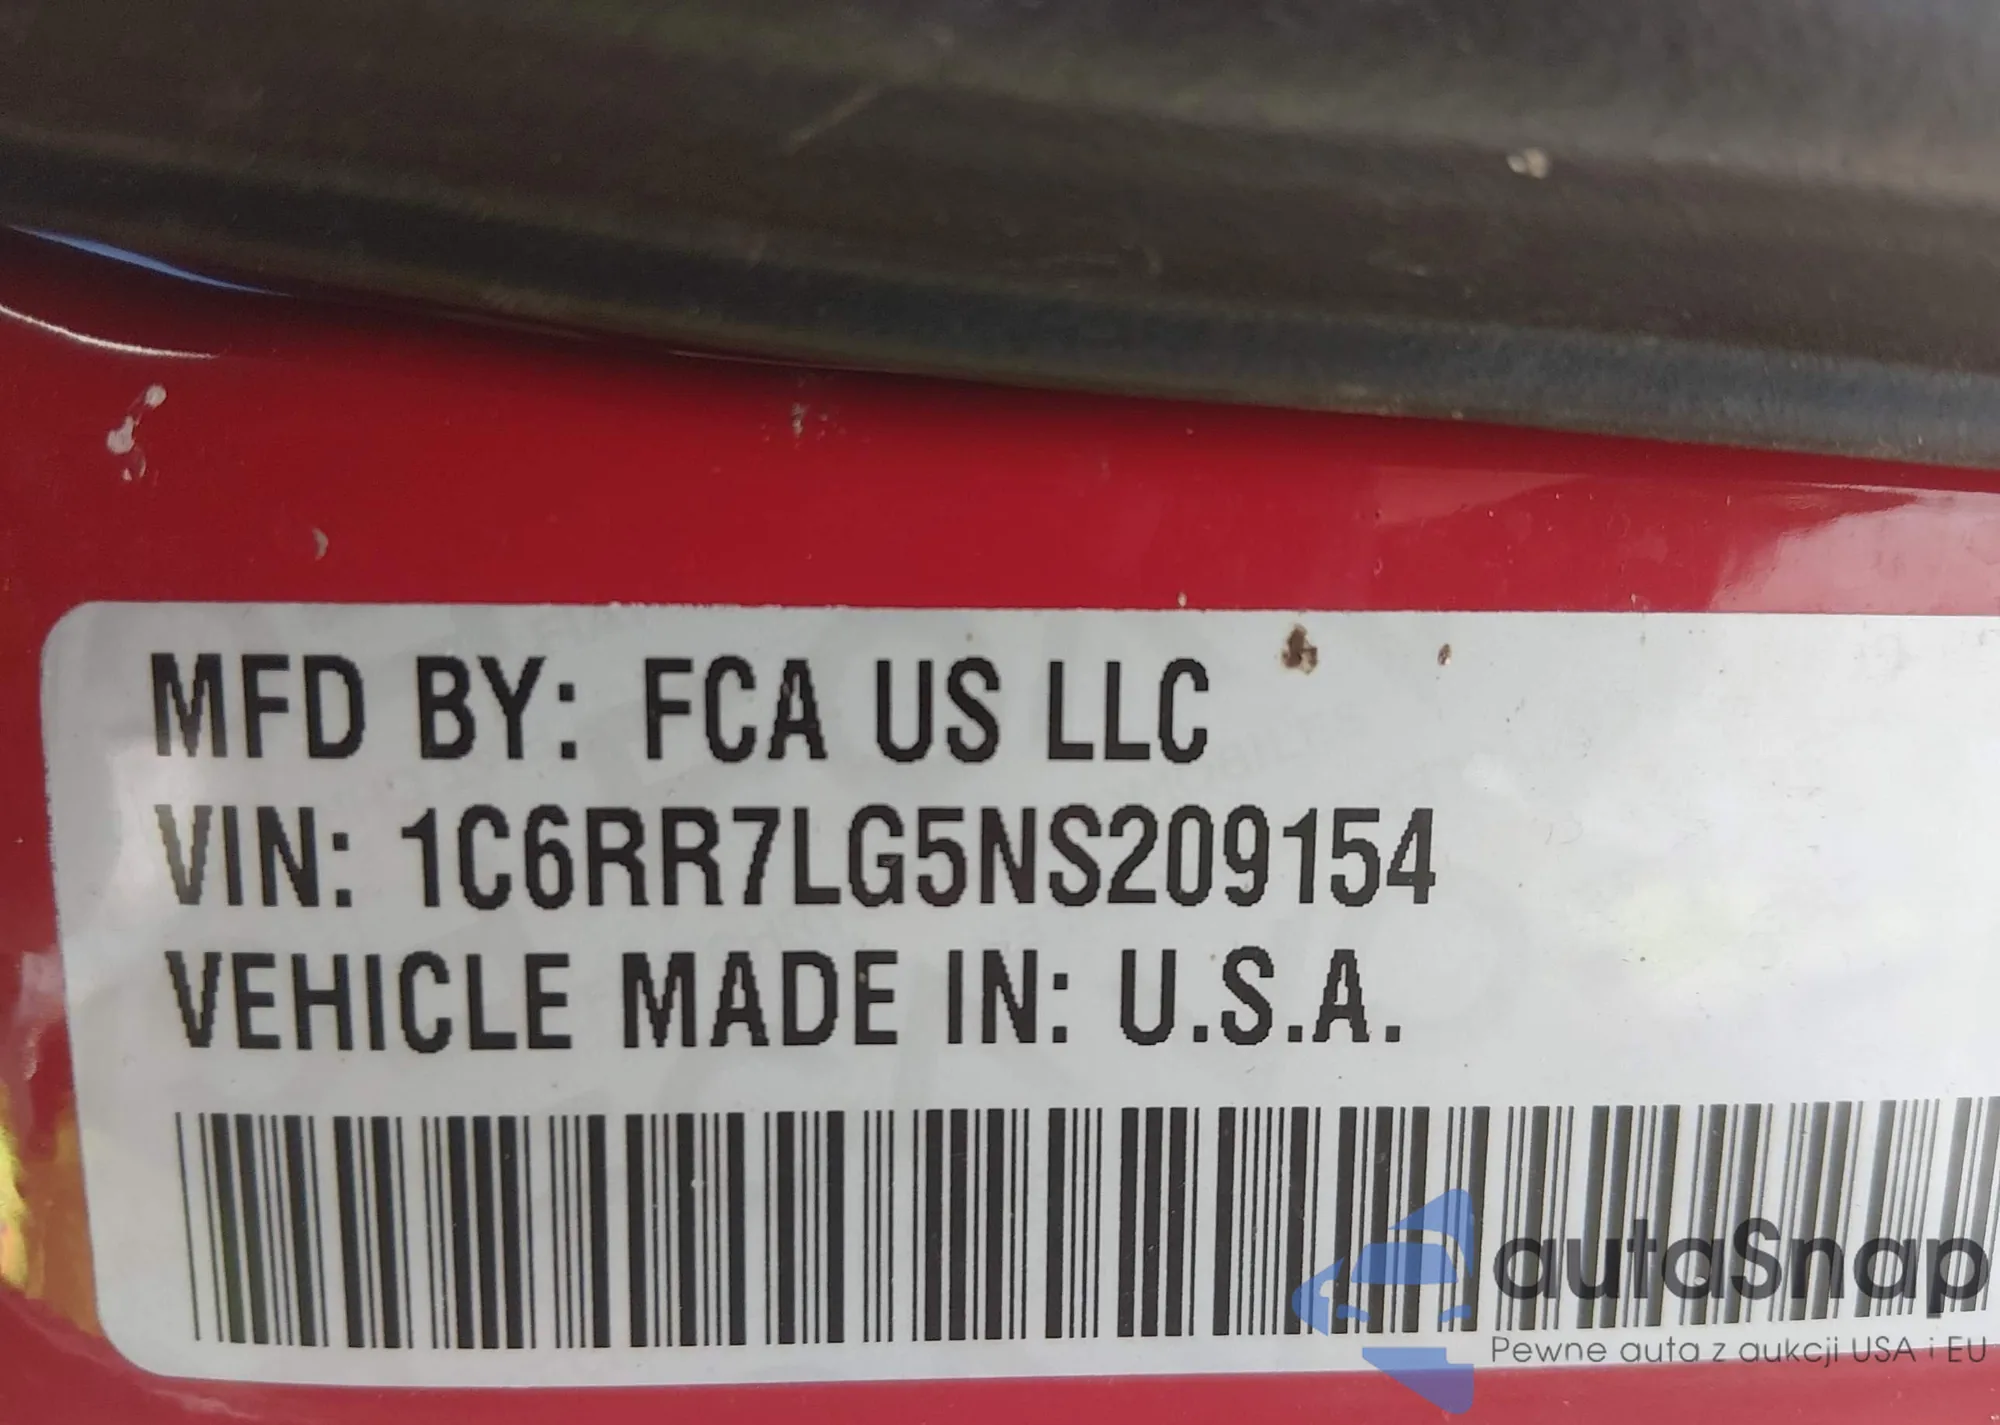 MFD BY: FCA US LLC
VIN: 1C6RR7LG5NS209154
VEHICLE MADE IN: U.S.A.
autaSnap
Pewne auta z aukcji USA i EU